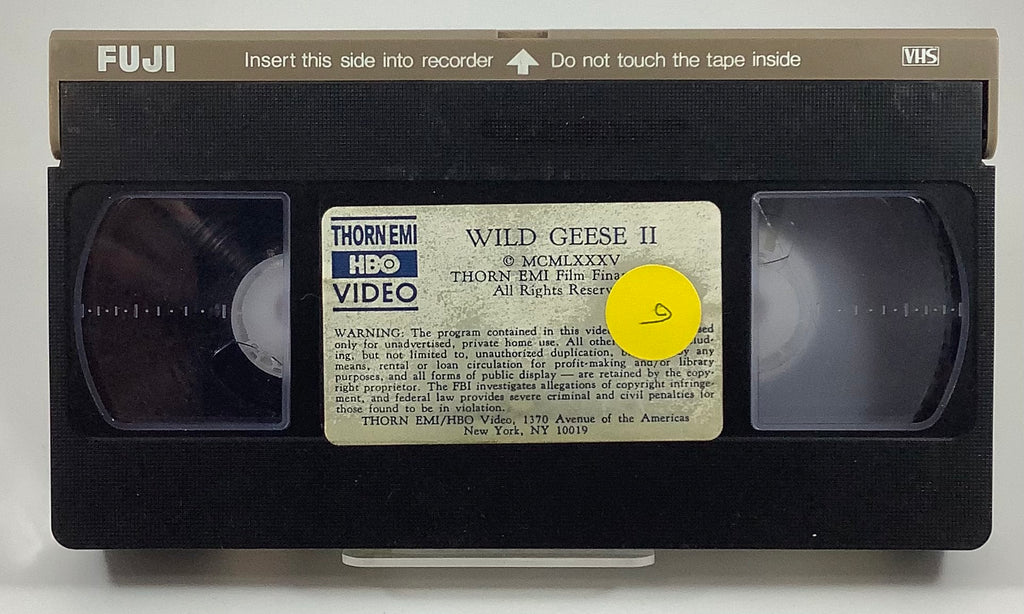 FUJI
Insert this side into recorder
Do not touch the tape inside
VHS
THORN EMI
HBO
VIDEO
WILD GEESE II
© MCMLXXXV
THORN EMI Film
All Rights
WARNING: The program contained in this
only for unadvertised, private home use. All
ing, but not limited to, unauthorized duplication, any
means, rental or loan circulation for profit-making and/or library
purposes, and all forms of public display — are retained by the copy-
right proprietor. The FBI investigates allegations of copyright infringe-
ment, and federal law provides severe criminal and civil penalties for
those found to be in violation.
THORN EMI/HBO Video, 1370 Avenue of the Americas
New York, NY 10019